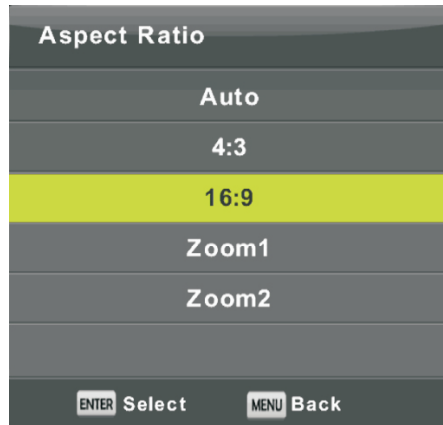 Aspect Ratio
Auto
4:3
16:9
Zoom1
Zoom2
ENTER Select MENU Back